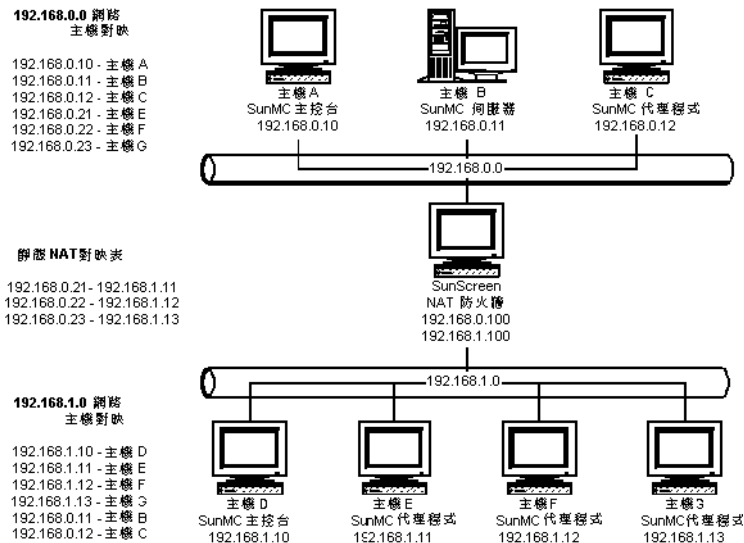 192.168.0.0 網路
主機對映
192.168.0.10 - 主機 A
192.168.0.11 - 主機 B
192.168.0.12 - 主機 C
192.168.0.21 - 主機 E
192.168.0.22 - 主機 F
192.168.0.23 - 主機 G
主機 A
SunMC 主控台
192.168.0.10
主機 B
SunMC 伺服器
192.168.0.11
主機 C
SunMC 代理程式
192.168.0.12
192.168.0.0
靜態 NAT 對映表
192.168.0.21 - 192.168.1.11
192.168.0.22 - 192.168.1.12
192.168.0.23 - 192.168.1.13
SunScreen
NAT 防火牆
192.168.0.100
192.168.1.100
192.168.1.0
192.168.1.0 網路
主機對映
192.168.1.10 - 主機 D
192.168.1.11 - 主機 E
192.168.1.12 - 主機 F
192.168.1.13 - 主機 G
192.168.0.11 - 主機 B
192.168.0.12 - 主機 C
主機 D
SunMC 主控台
192.168.1.10
主機 E
SunMC 代理程式
192.168.1.11
主機 F
SunMC 代理程式
192.168.1.12
主機 G
SunMC 代理程式
192.168.1.13